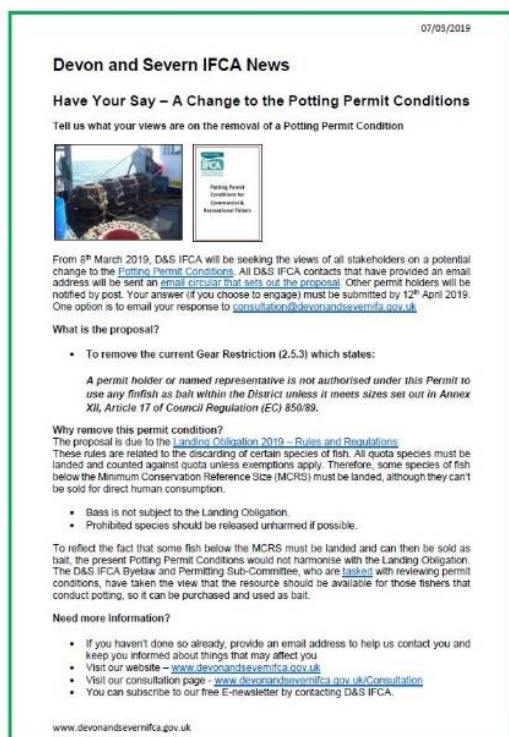 07/03/2019
Devon and Severn IFCA News
Have Your Say – A Change to the Potting Permit Conditions
Tell us what your views are on the removal of a Potting Permit Condition
IFCA
Potting Permit
Conditions for
Commercial &
Recreational Fishers
From 8th March 2019, D&S IFCA will be seeking the views of all stakeholders on a potential
change to the Potting Permit Conditions. All D&S IFCA contacts that have provided an email
address will be sent an email circular that sets out the proposal. Other permit holders will be
notified by post. Your answer (if you choose to engage) must be submitted by 12th April 2019.
One option is to email your response to consultation@devonandsevernifa.gov.uk
What is the proposal?
• To remove the current Gear Restriction (2.5.3) which states:
A permit holder or named representative is not authorised under this Permit to
use any finfish as bait within the District unless it meets sizes set out in Annex
XII, Article 17 of Council Regulation (EC) 850/89.
Why remove this permit condition?
The proposal is due to the Landing Obligation 2019 – Rules and Regulations
These rules are related to the discarding of certain species of fish. All quota species must be
landed and counted against quota unless exemptions apply. Therefore, some species of fish
below the Minimum Conservation Reference Size (MCRS) must be landed, although they can't
be sold for direct human consumption.
• Bass is not subject to the Landing Obligation.
• Prohibited species should be released unharmed if possible.
To reflect the fact that some fish below the MCRS must be landed and can then be sold as
bait, the present Potting Permit Conditions would not harmonise with the Landing Obligation.
The D&S IFCA Byelaw and Permitting Sub-Committee, who are tasked with reviewing permit
conditions, have taken the view that the resource should be available for those fishers that
conduct potting, so it can be purchased and used as bait.
Need more Information?
• If you haven't done so already, provide an email address to help us contact you and
keep you informed about things that may affect you
• Visit our website – www.devonandsevernifca.gov.uk
• Visit our consultation page - www.devonandsevernifca.gov.uk/Consultation
• You can subscribe to our free E-newsletter by contacting D&S IFCA.
www.devonandsevernifca.gov.uk